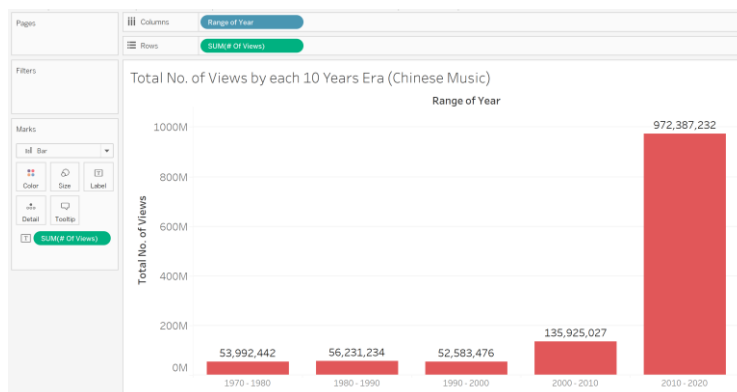 Pages
Columns
Range of Year
Rows
SUM(# Of Views)
Filters
Marks
Bar
Color
Size
Label
Detail
Tooltip
SUM(# Of Views)
Total No. of Views by each 10 Years Era (Chinese Music)
Range of Year
Total No. of Views
1000M
800M
600M
400M
200M
0M
53,992,442
56,231,234
52,583,476
135,925,027
972,387,232
1970 - 1980
1980 - 1990
1990 - 2000
2000 - 2010
2010 - 2020